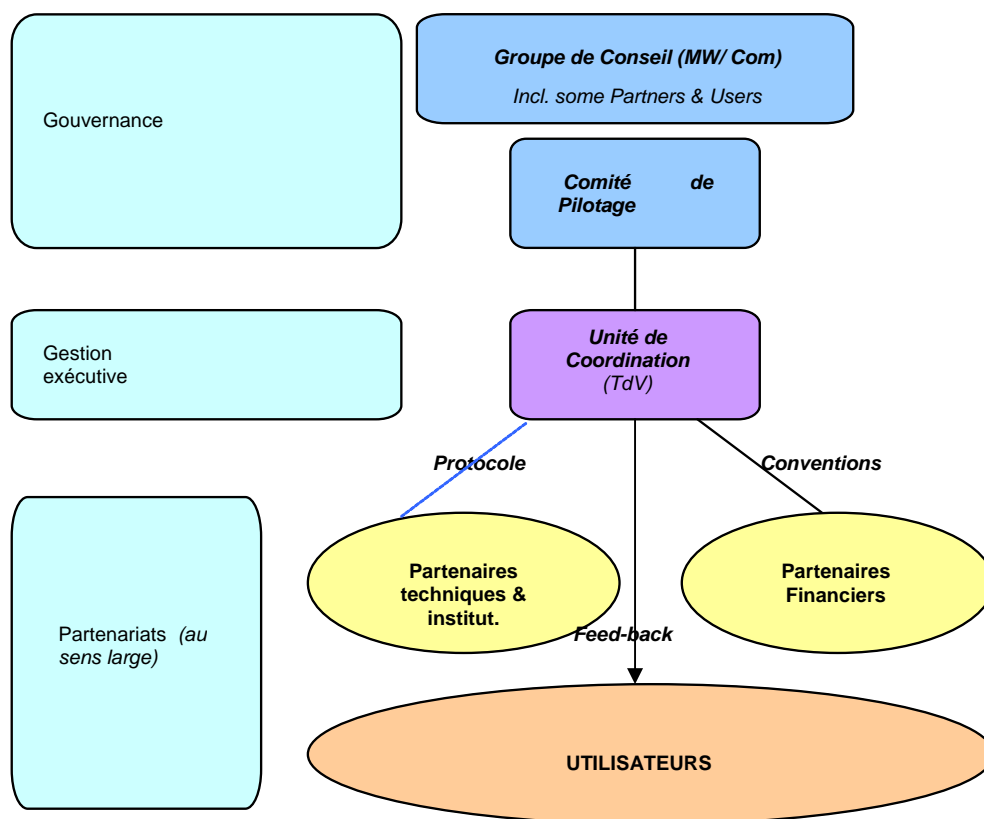 Groupe de Conseil (MW/ Com)
Incl. some Partners & Users
Gouvernance
Comité de
Pilotage
Unité de
Coordination
(TdV)
Gestion
exécutive
Protocole
Conventions
Partenaires
techniques &
institut.
Partenaires
Financiers
Feed-back
Partenariats (au
sens large)
UTILISATEURS